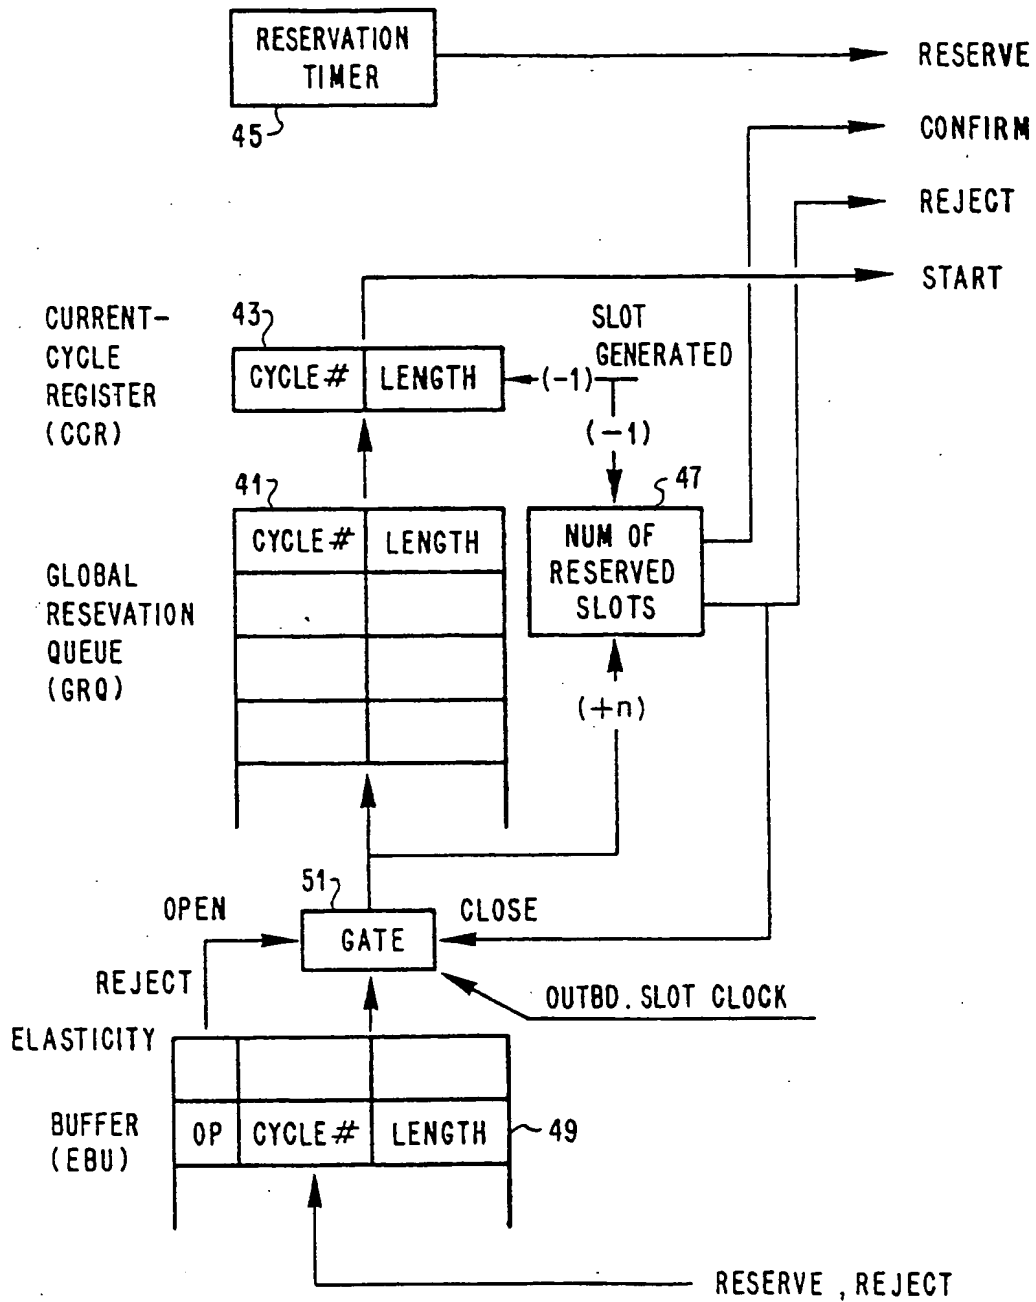 RESERVATION
TIMER
45
RESERVE
CONFIRM
REJECT
START
CURRENT-
CYCLE
REGISTER
(CCR)
43
CYCLE# LENGTH
SLOT
GENERATED
(-1)
(-1)
GLOBAL
RESEVATION
QUEUE
(GRQ)
41
CYCLE# LENGTH
47
NUM OF
RESERVED
SLOTS
(+n)
51
OPEN
GATE
CLOSE
REJECT
OUTBD. SLOT CLOCK
ELASTICITY
BUFFER
(EBU)
OP CYCLE# LENGTH
49
RESERVE , REJECT